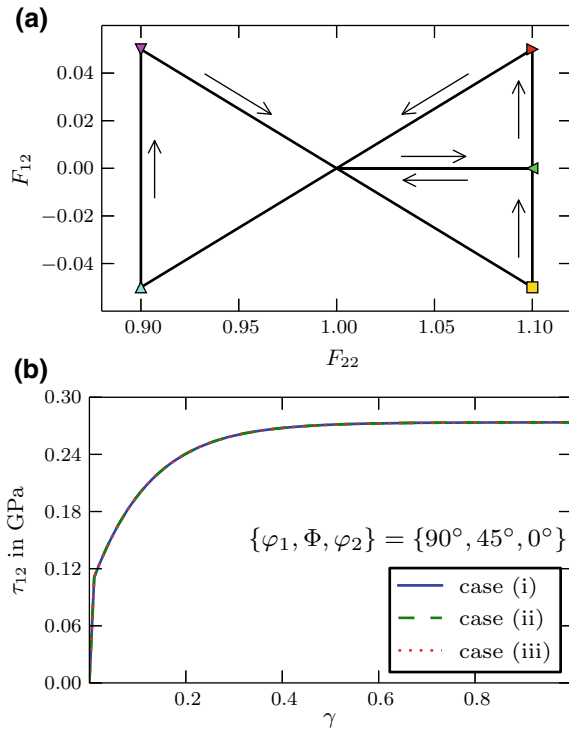 (a)
0.04
0.02
0.00
−0.02
−0.04
F12
0.90 0.95 1.00 1.05 1.10
F22
(b)
0.30
0.24
0.18
0.12
0.06
0.00
τ12 in GPa
{φ1, Φ, φ2} = {90°, 45°, 0°}
case (i)
case (ii)
case (iii)
0.2 0.4 0.6 0.8
γ